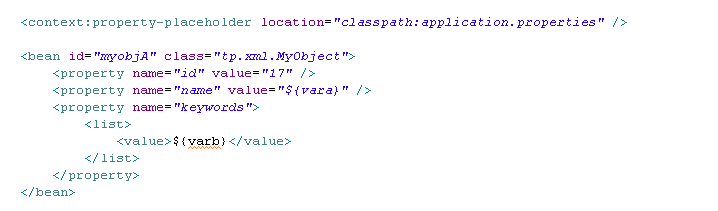 <context:property-placeholder location="classpath:application.properties" />
<bean id="myobjA" class="tp.xml.MyObject">
<property name="id" value="17" />
<property name="name" value="${vara}" />
<property name="keywords">
<list>
<value>${varb}</value>
</list>
</property>
</bean>